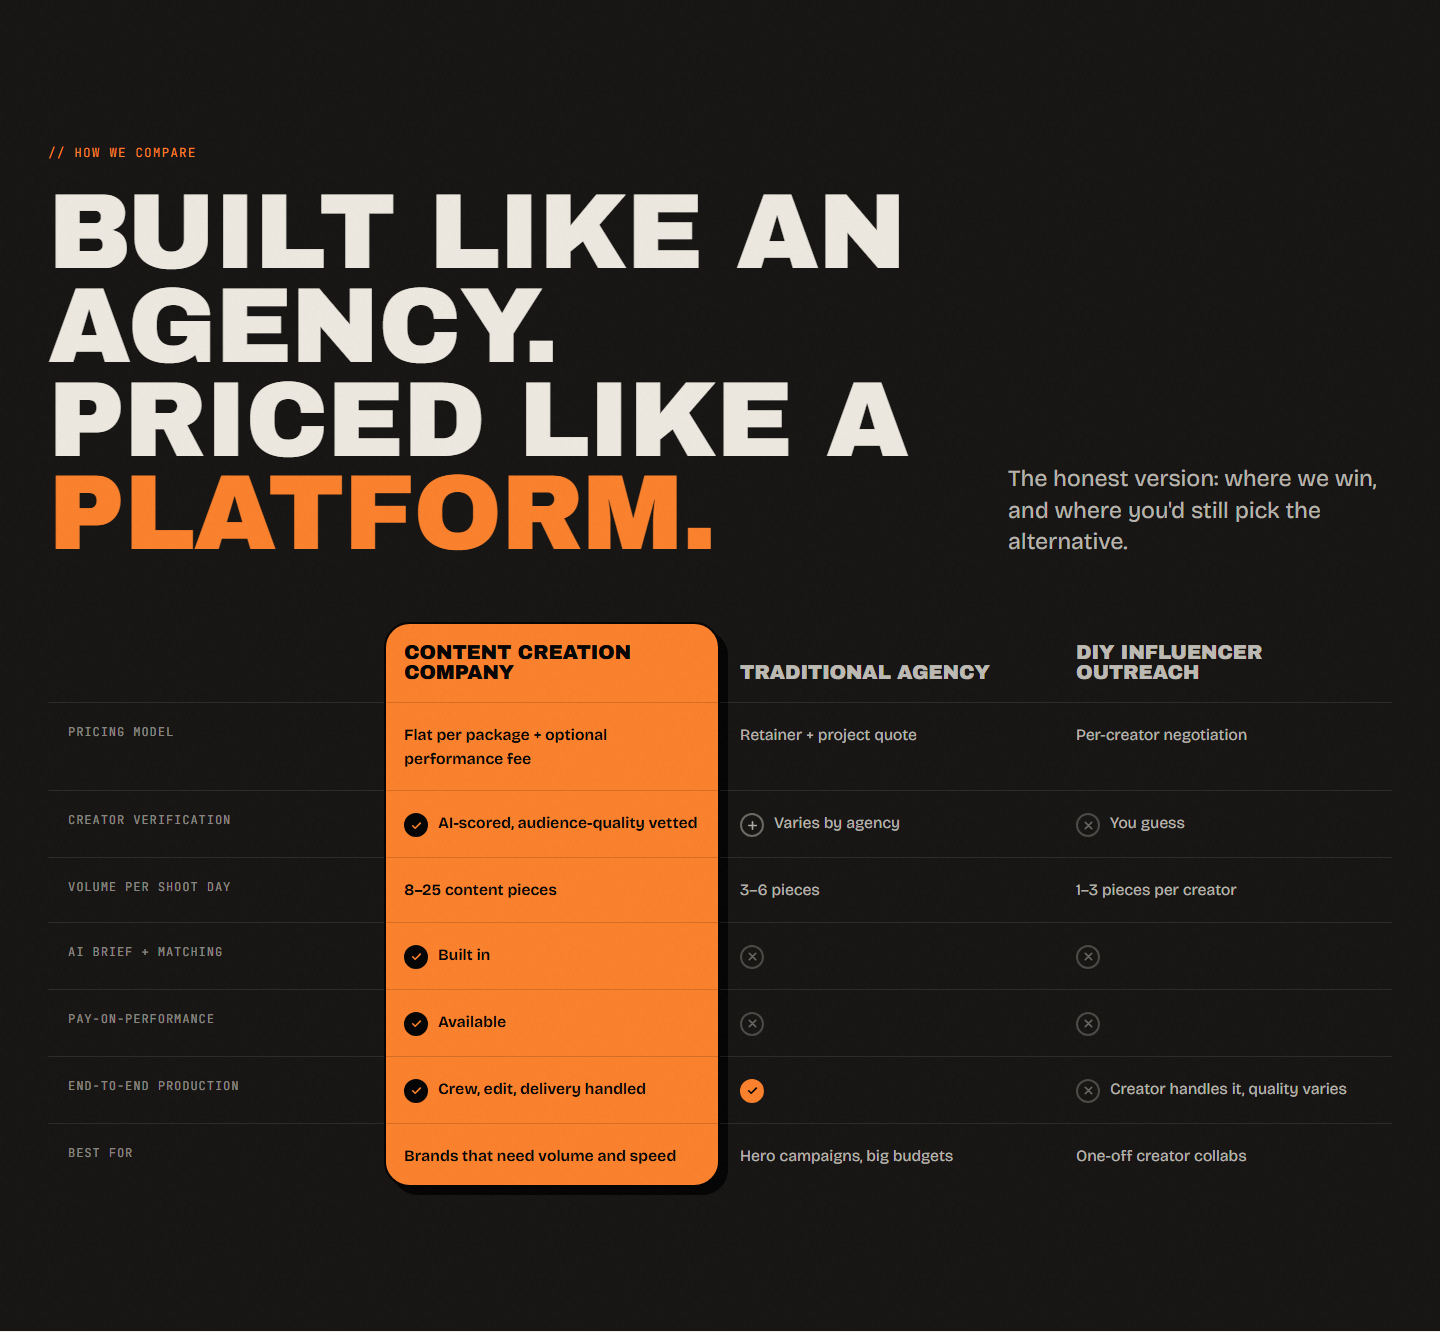 // HOW WE COMPARE
BUILT LIKE AN
AGENCY.
PRICED LIKE A
PLATFORM.
The honest version: where we win,
and where you'd still pick the
alternative.
CONTENT CREATION
COMPANY
TRADITIONAL AGENCY
DIY INFLUENCER
OUTREACH
PRICING MODEL
Flat per package + optional
performance fee
Retainer + project quote
Per-creator negotiation
CREATOR VERIFICATION
AI-scored, audience-quality vetted
Varies by agency
You guess
VOLUME PER SHOOT DAY
8–25 content pieces
3–6 pieces
1–3 pieces per creator
AI BRIEF + MATCHING
Built in
PAY-ON-PERFORMANCE
Available
END-TO-END PRODUCTION
Crew, edit, delivery handled
Creator handles it, quality varies
BEST FOR
Brands that need volume and speed
Hero campaigns, big budgets
One-off creator collabs